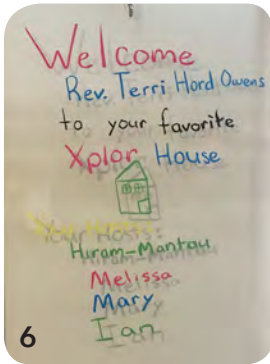 Welcome
Rev. Terri Hord Owens
to your favorite
Xplor House
Your Hosts:
Hiram-Mantau
Melissa
Mary
Ian
6